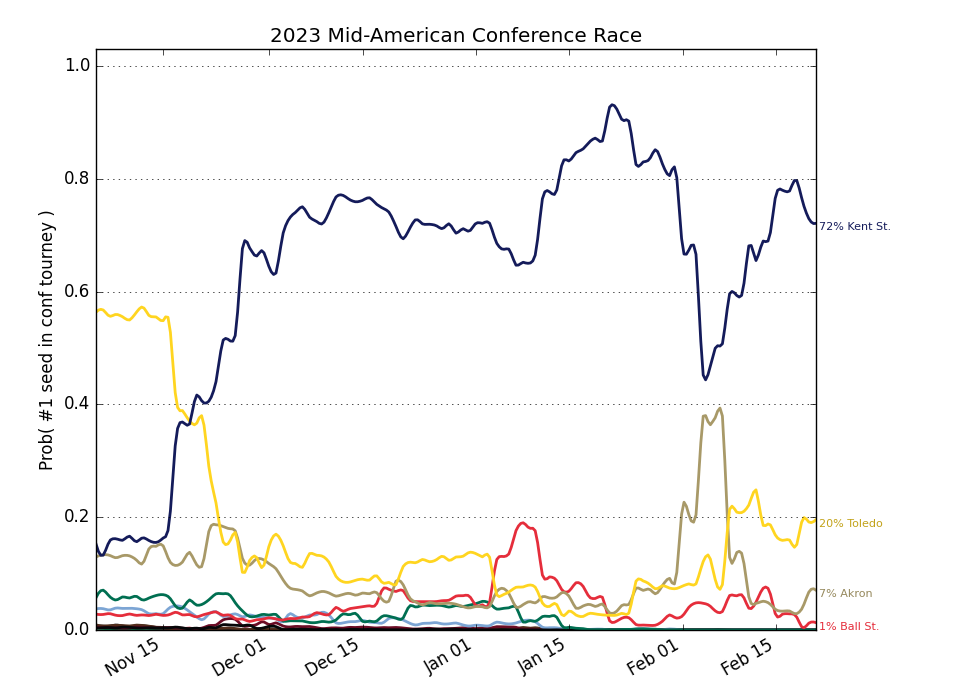 2023 Mid-American Conference Race
Prob( #1 seed in conf tourney )
1.0
0.8
0.6
0.4
0.2
0.0
72% Kent St.
20% Toledo
7% Akron
1% Ball St.
Nov 15
Dec 01
Dec 15
Jan 01
Jan 15
Feb 01
Feb 15